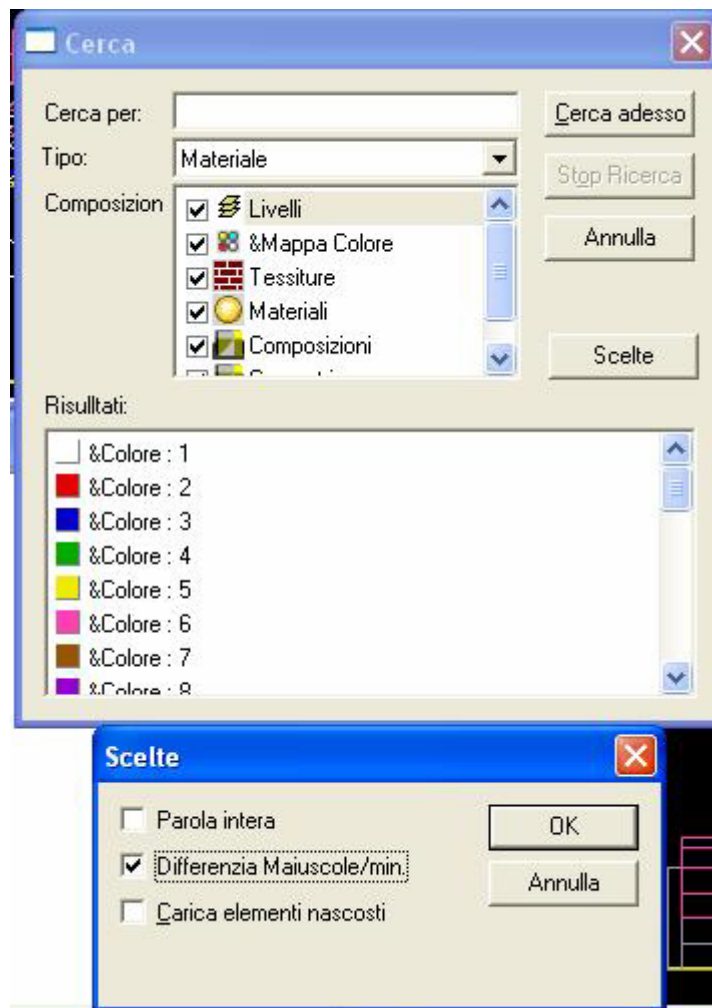 Cerca
Cerca per:
Cerca adesso
Tipo:
Materiale
Stop Ricerca
Composizion
Livelli
&Mappa Colore
Annulla
Tessiture
Materiali
Composizioni
Scelte
Risulltati:
&Colore : 1
&Colore : 2
&Colore : 3
&Colore : 4
&Colore : 5
&Colore : 6
&Colore : 7
&Colore : 8
Scelte
Parola intera
OK
Differenzia Maiuscole/min.
Annulla
Carica elementi nascosti